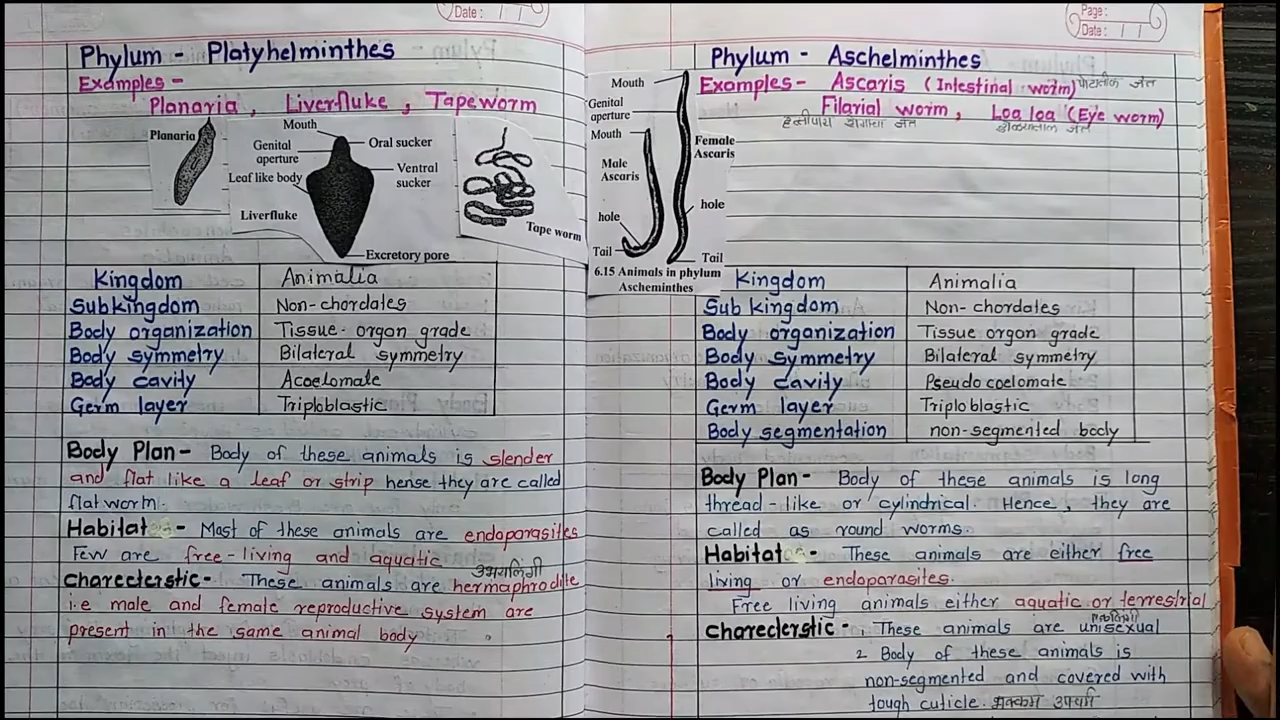 Date :
Phylum - Platyhelminthes
Examples -
Planaria , Liverfluke , Tapeworm
Planaria
Mouth
Genital aperture
Leaf like body
Liverfluke
Oral sucker
Ventral sucker
Excretory pore
Tape worm
Kingdom Animalia
Subkingdom Non-chordates
Body organization Tissue-orgon grade
Body symmetry Bilateral symmetry
Body cavity Acoelomate
Germ layer Triploblastic
Body Plan- Body of these animals is slender
and flat like a leaf or strip hense they are called
flat worm.
Habitat - Most of these animals are endoparasites
Few are free-living and aquatic
उभयलिंगी
Charecterstic- These animals are hermaphrodite
i.e male and female reproductive system are
present in the same animal body
Page :
Date :
Phylum - Aschelminthes
Examples- Ascaris (Intestinal worm)
Filarial worm, Loa loa (Eye worm)
Mouth
Genital aperture
Mouth
Male Ascaris
hole
Tail
Female Ascaris
hole
Tail
6.15 Animals in phylum
Ascheminthes
Kingdom Animalia
Sub kingdom Non-chordates
Body organization Tissue orgon grade
Body symmetry Bilateral symmetry
Body cavity Pseudo coelomate
Germ layer Triploblastic
Body segmentation non-segmented body
Body Plan- Body of these animals is long
thread-like or cylindrical. Hence, they are
called as round worms.
Habitat - These animals are either free
living or endoparasites.
Free living animals either aquatic or terrestrial
एकलिंगी
Charecterstic- 1. These animals are unisexual
2 Body of these animals is
non-segmented and covered with
tough cuticle.